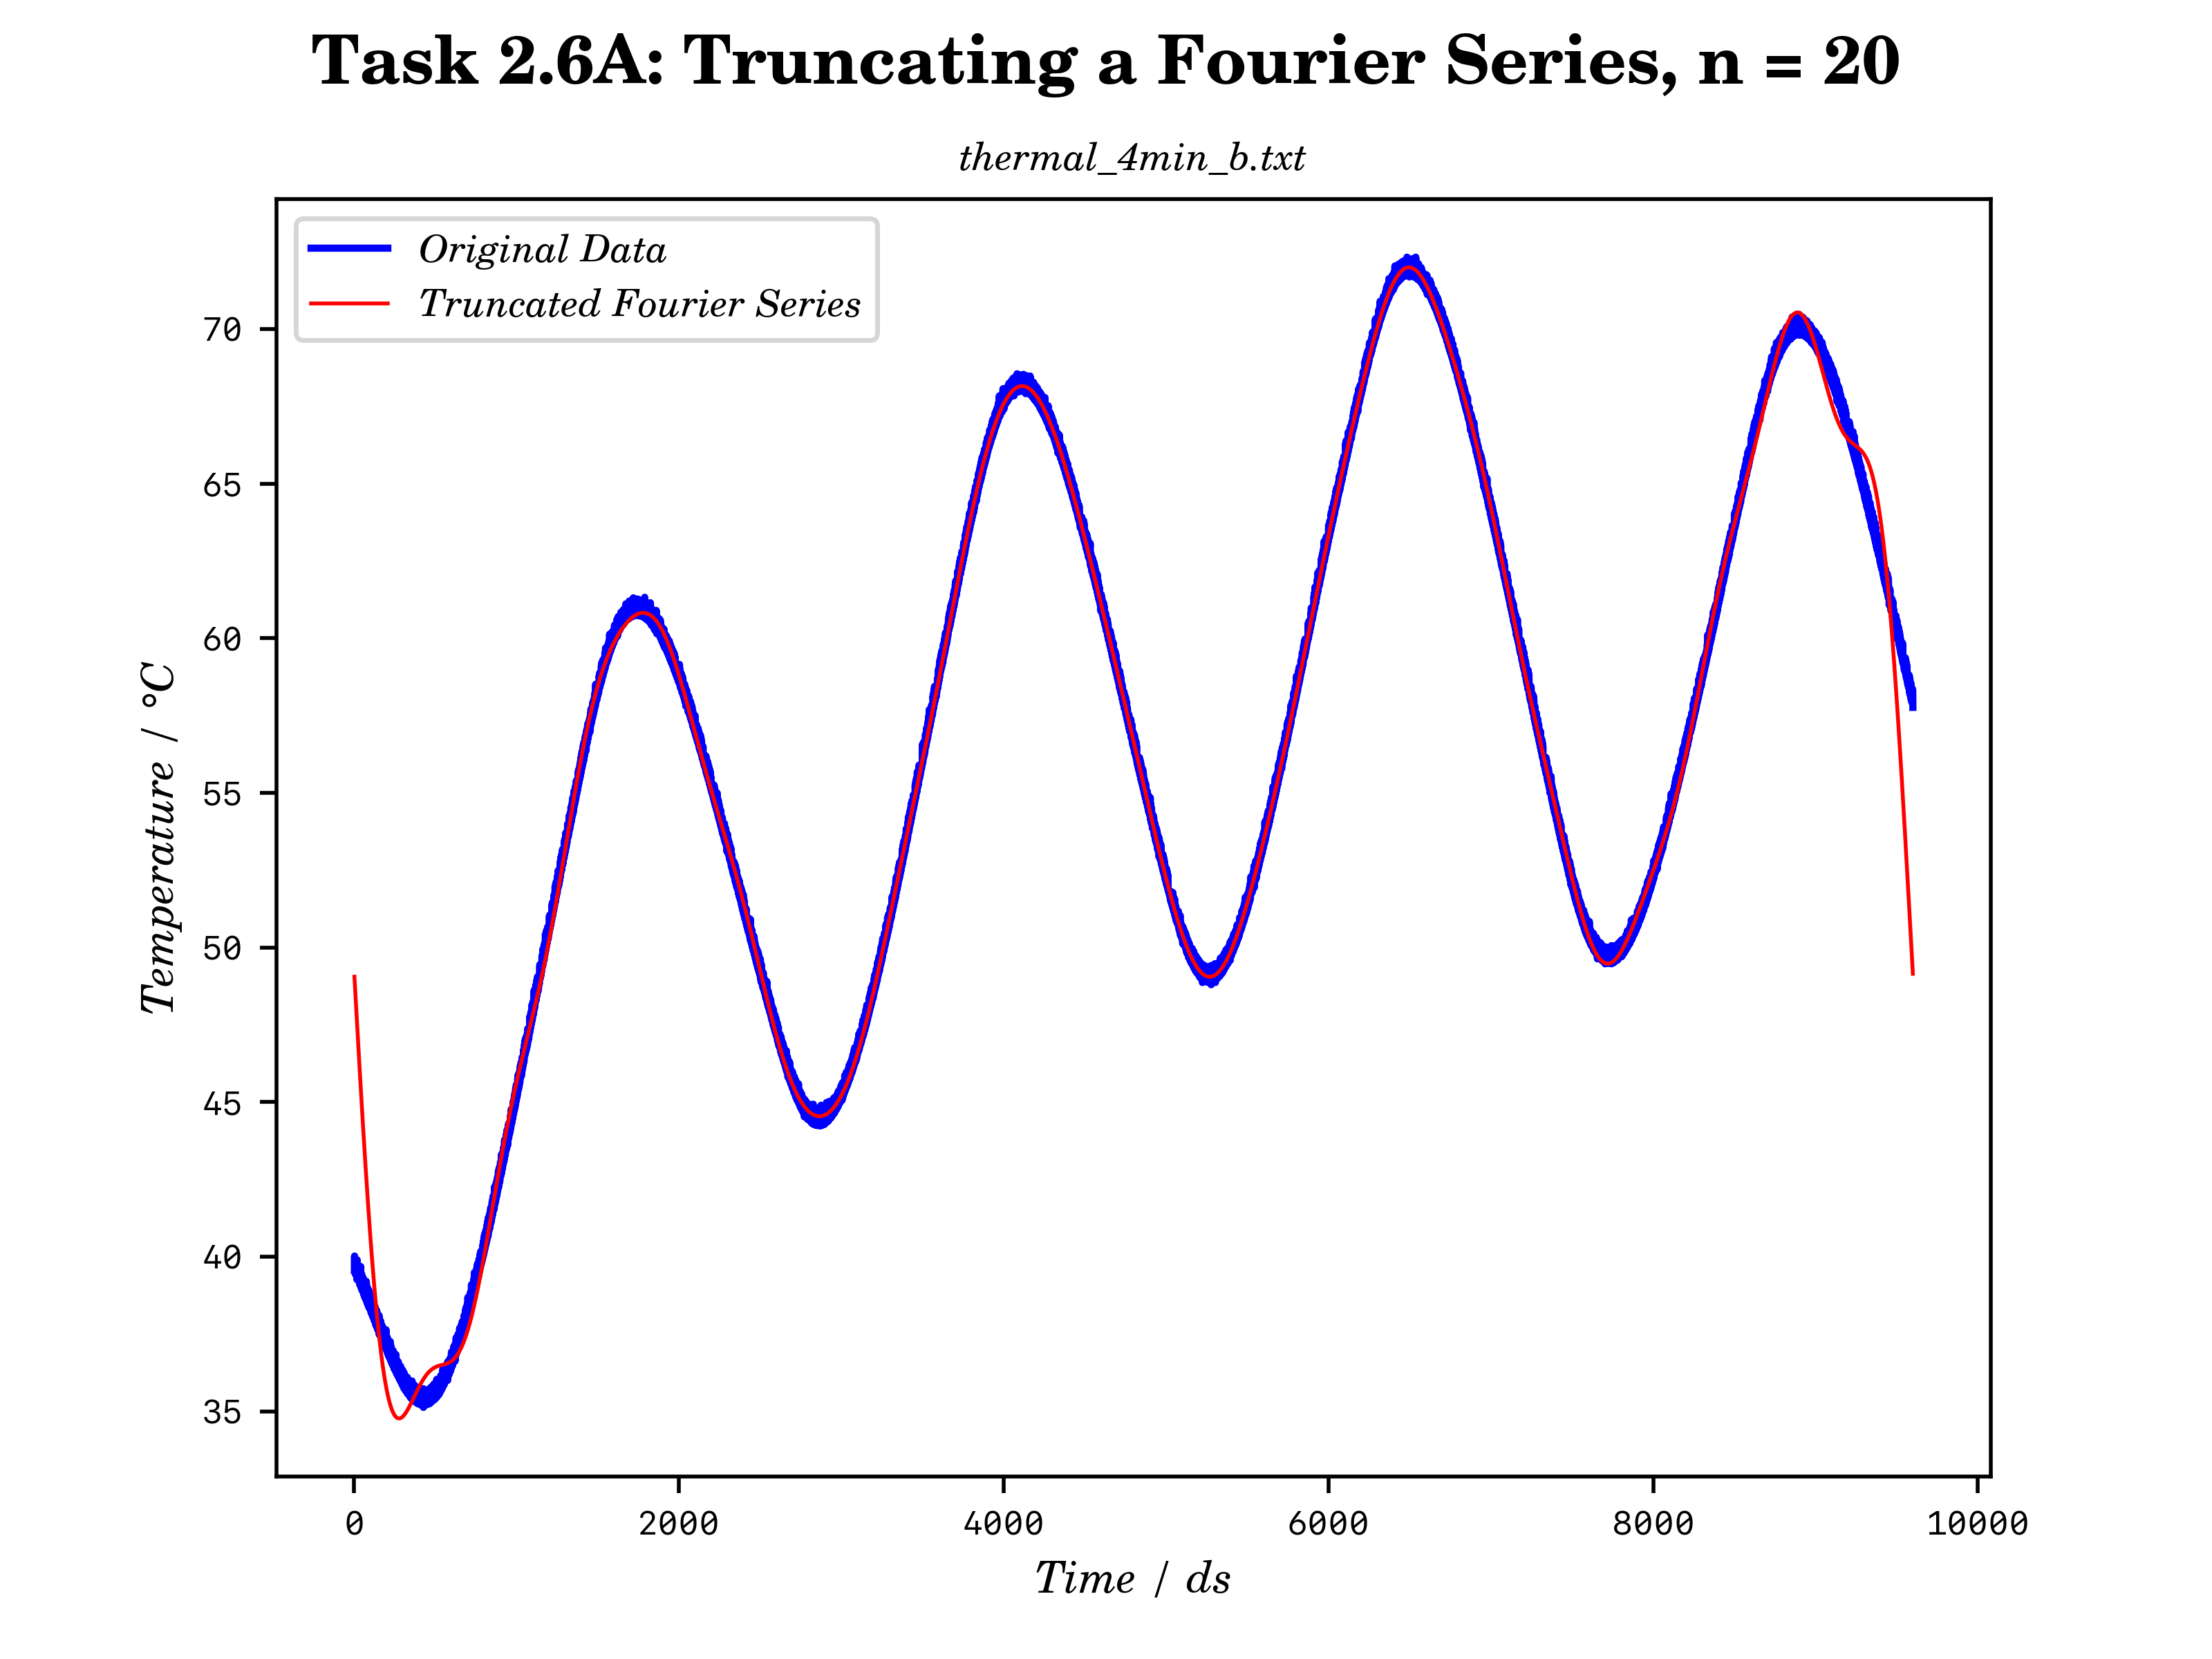 Task 2.6A: Truncating a Fourier Series, n = 20
thermal_4min_b.txt
Original Data
Truncated Fourier Series
70
65
60
55
50
45
40
35
Temperature / °C
0 2000 4000 6000 8000 10000
Time / ds